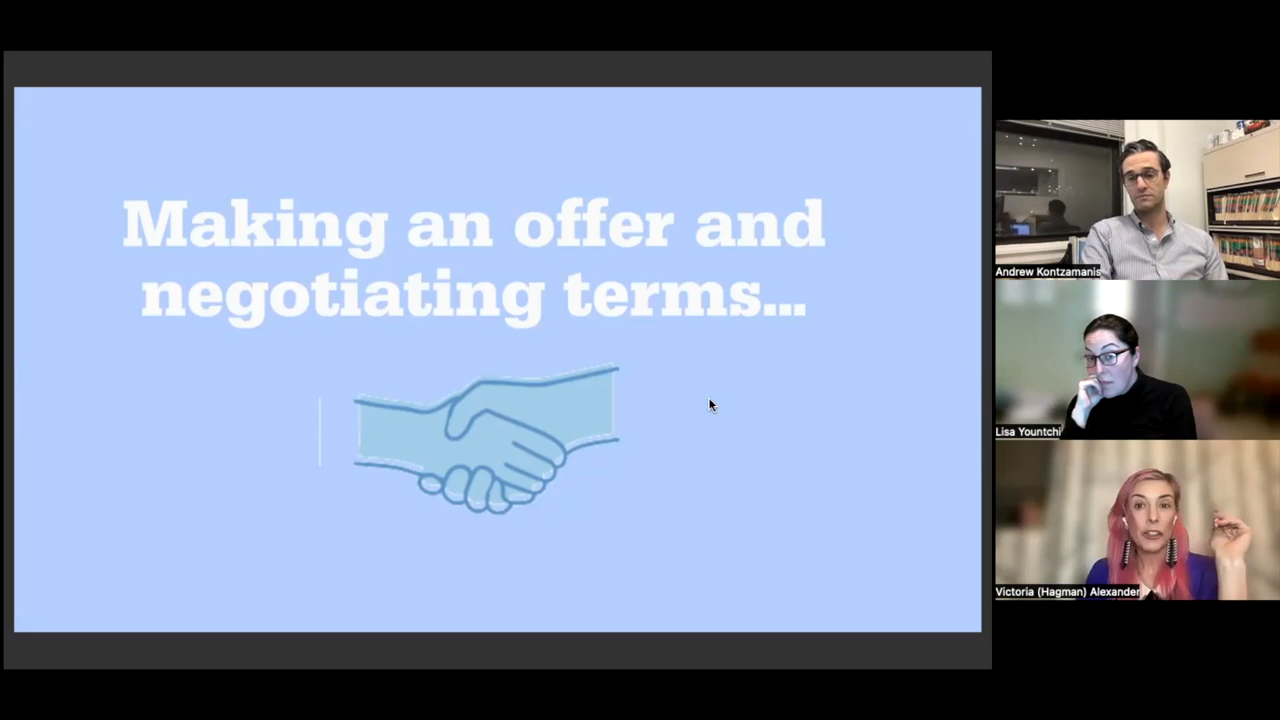 Making an offer and
negotiating terms...
Andrew Kontzamanis
Lisa Yountchi
Victoria (Hagman) Alexander